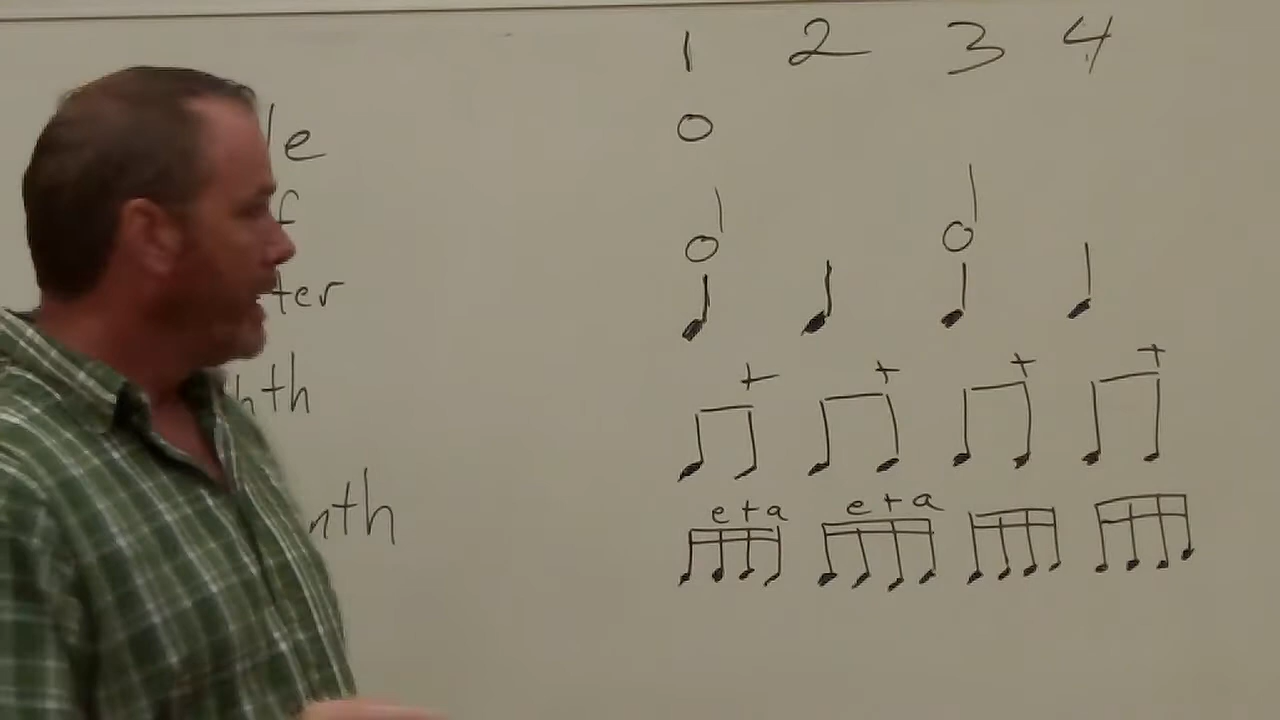 1 2 3 4
le
f
ter
hth
+ + + +
nth
e + a e + a